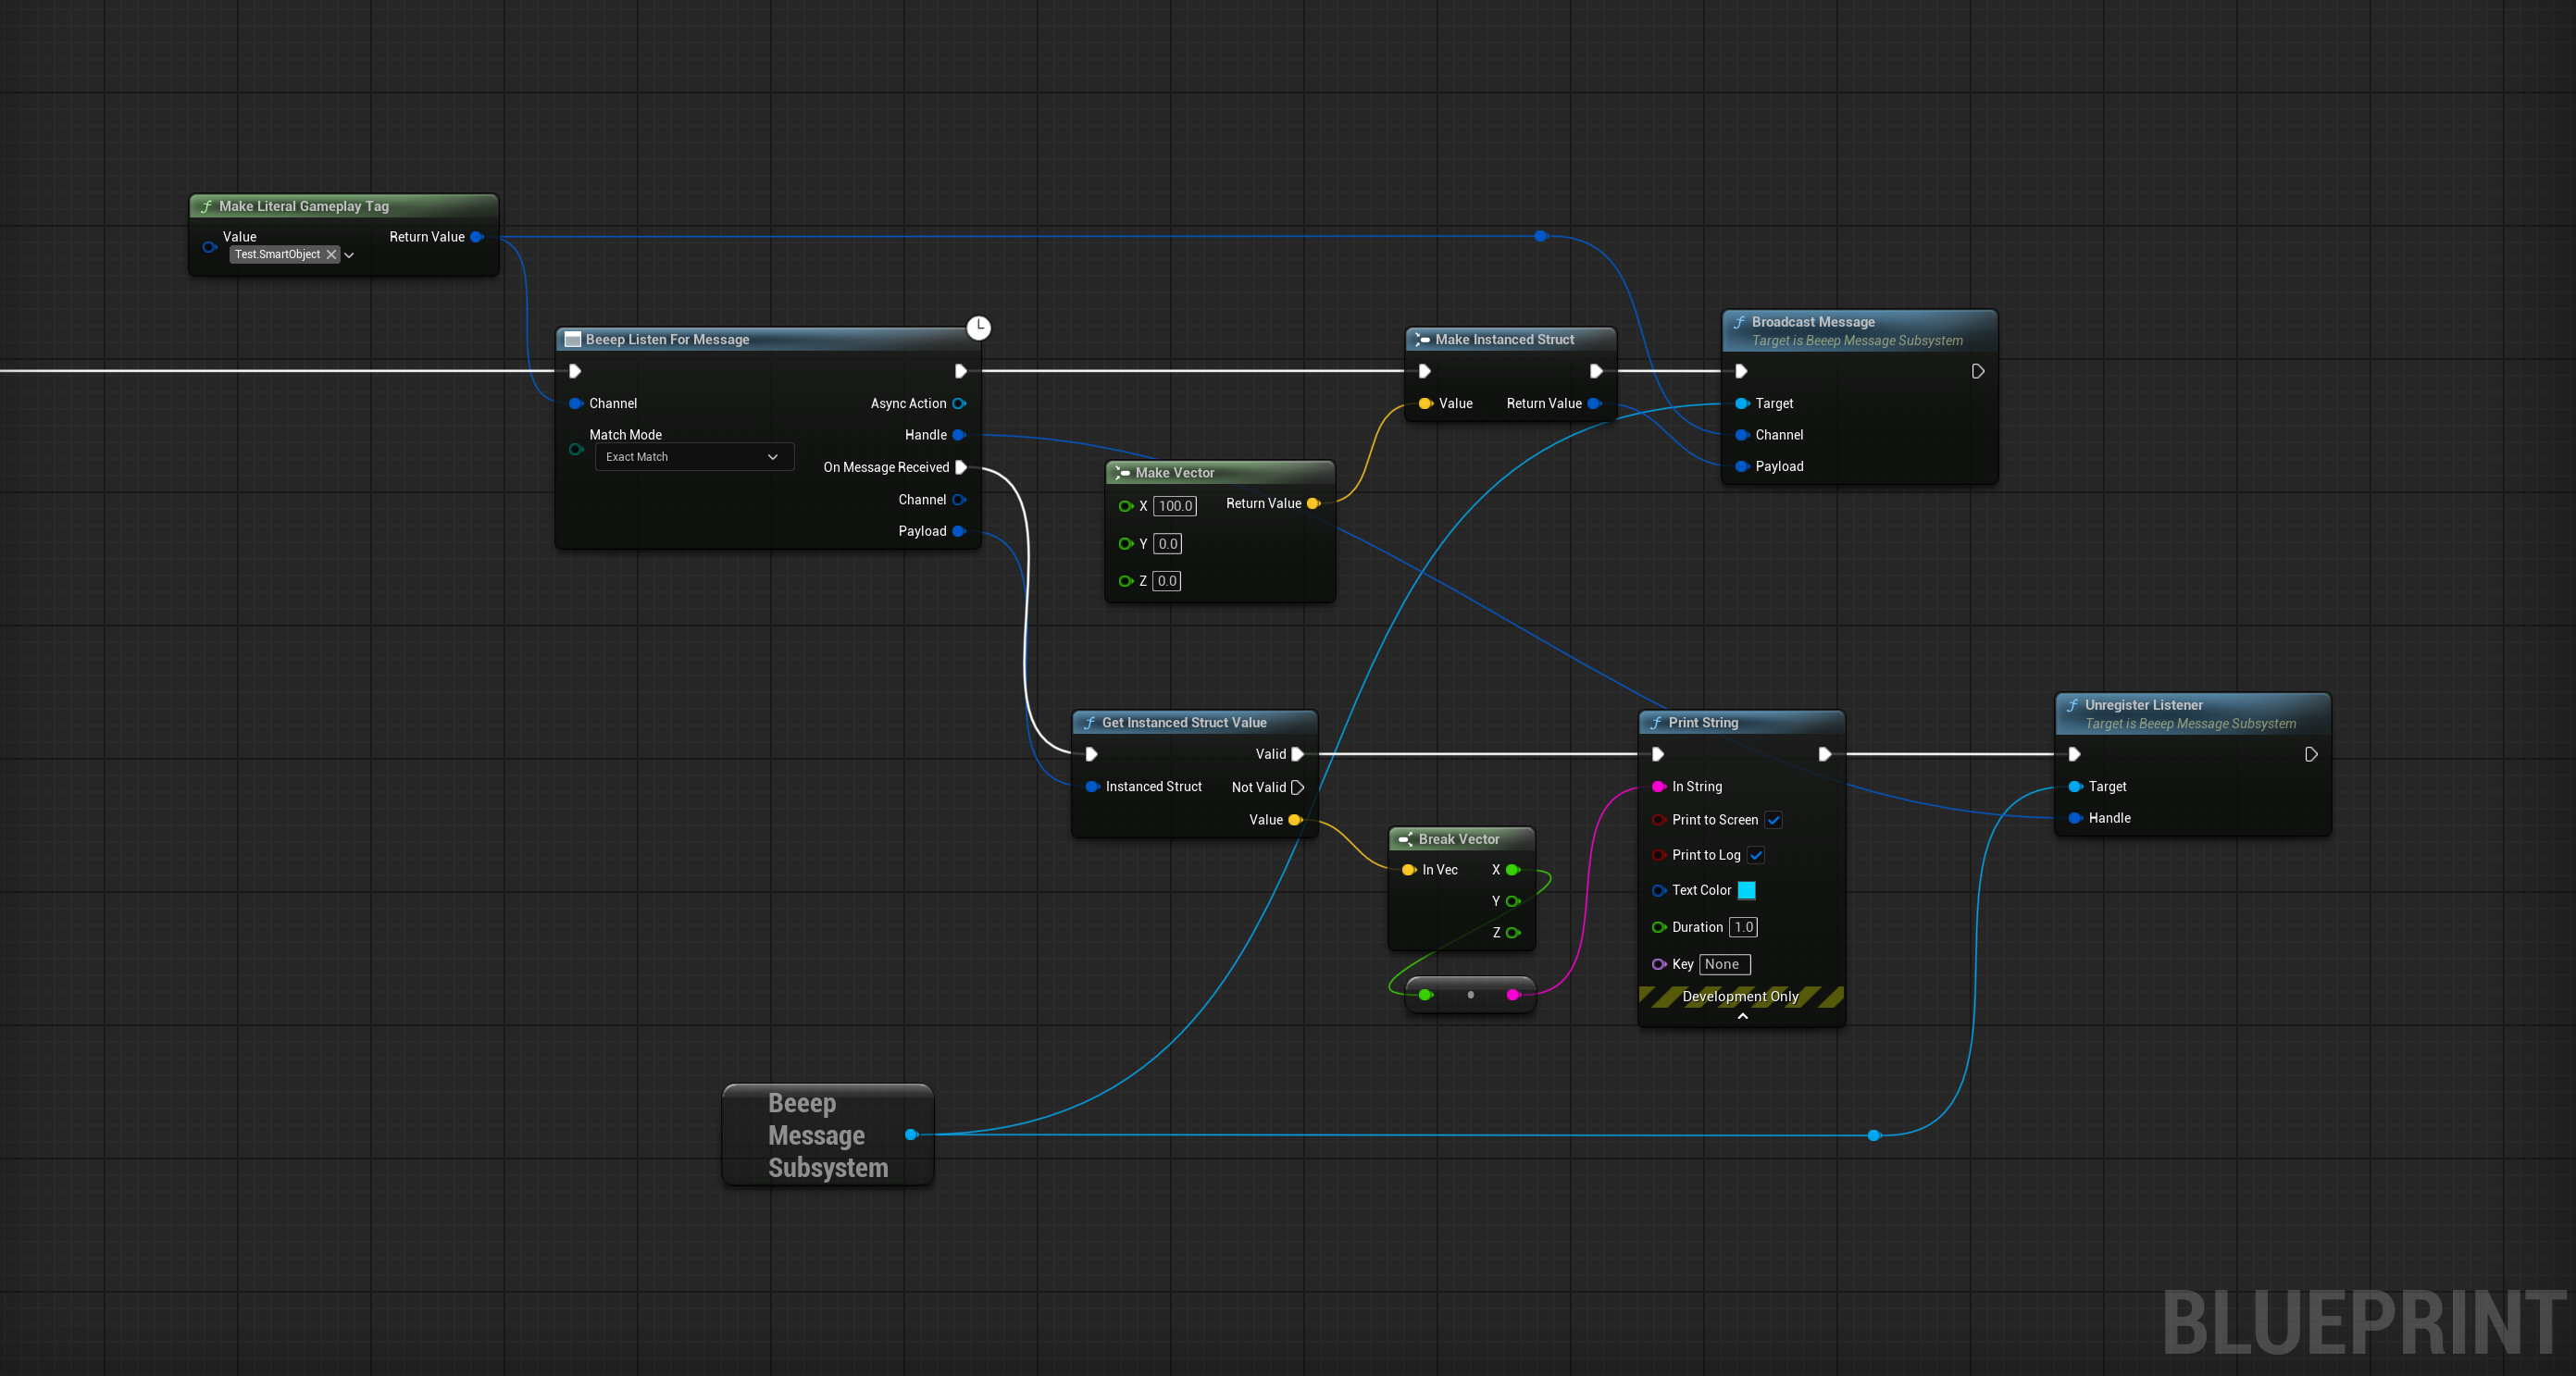 Make Literal Gameplay Tag
Value
Return Value
Test.SmartObject
Beeep Listen For Message
Channel
Async Action
Match Mode
Handle
Exact Match
On Message Received
Channel
Payload
Make Instanced Struct
Value
Return Value
Broadcast Message
Target is Beeep Message Subsystem
Target
Channel
Payload
Make Vector
X 100.0
Return Value
Y 0.0
Z 0.0
Get Instanced Struct Value
Valid
Instanced Struct
Not Valid
Value
Break Vector
In Vec
X
Y
Z
Print String
In String
Print to Screen
Print to Log
Text Color
Duration 1.0
Key None
Development Only
Unregister Listener
Target is Beeep Message Subsystem
Target
Handle
Beeep
Message
Subsystem
BLUEPRINT